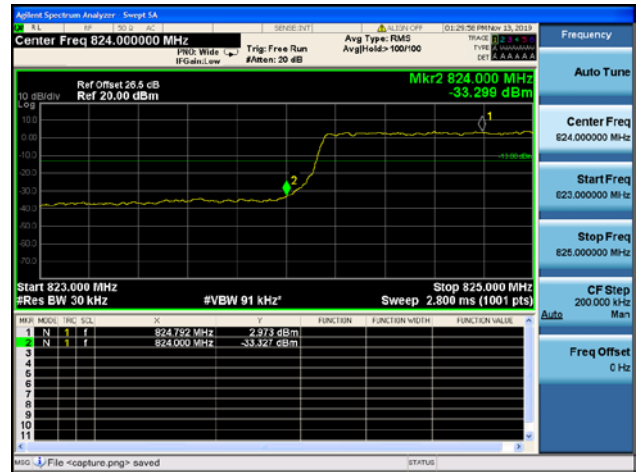 Agilent Spectrum Analyzer - Swept SA
RL RF 50 Ω AC SENSE:INT ALIGN OFF 01:29:56 PM Nov 13, 2019
Center Freq 824.000000 MHz
PNO: Wide Trig: Free Run Avg Type: RMS TRACE 1 2 3 4 5 6
IFGain:Low #Atten: 20 dB Avg|Hold:> 100/100 TYPE
DET A A A A A A
Ref Offset 26.5 dB
10 dB/div Ref 20.00 dBm
Mkr2 824.000 MHz
-33.299 dBm
Log
10.0
0.00
-10.0
-20.0
-30.0
-40.0
-50.0
-60.0
-70.0
1
2
-13.00 dBm
Start 823.000 MHz Stop 825.000 MHz
#Res BW 30 kHz #VBW 91 kHz* Sweep 2.800 ms (1001 pts)
MKR MODE TRC SCL X Y FUNCTION FUNCTION WIDTH FUNCTION VALUE
1 N 1 f 824.792 MHz 2.973 dBm
2 N 1 f 824.000 MHz -33.327 dBm
3
4
5
6
7
8
9
10
11
MSG File <capture.png> saved STATUS
Frequency
Auto Tune
Center Freq
824.000000 MHz
Start Freq
823.000000 MHz
Stop Freq
825.000000 MHz
CF Step
200.000 kHz
Auto Man
Freq Offset
0 Hz